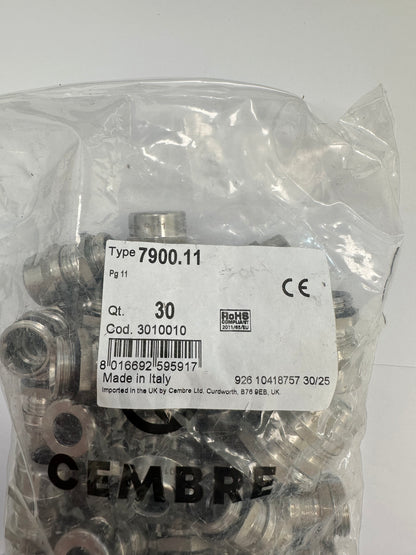 Type 7900.11
Pg 11
CE
Qt. 30
RoHS
COMPLIANT
2011/65/EU
Cod. 3010010
8 016692 595917
Made in Italy
926 10418757 30/25
Imported in the UK by Cembre Ltd. Curdworth, B76 9EB, UK
CEMBRE